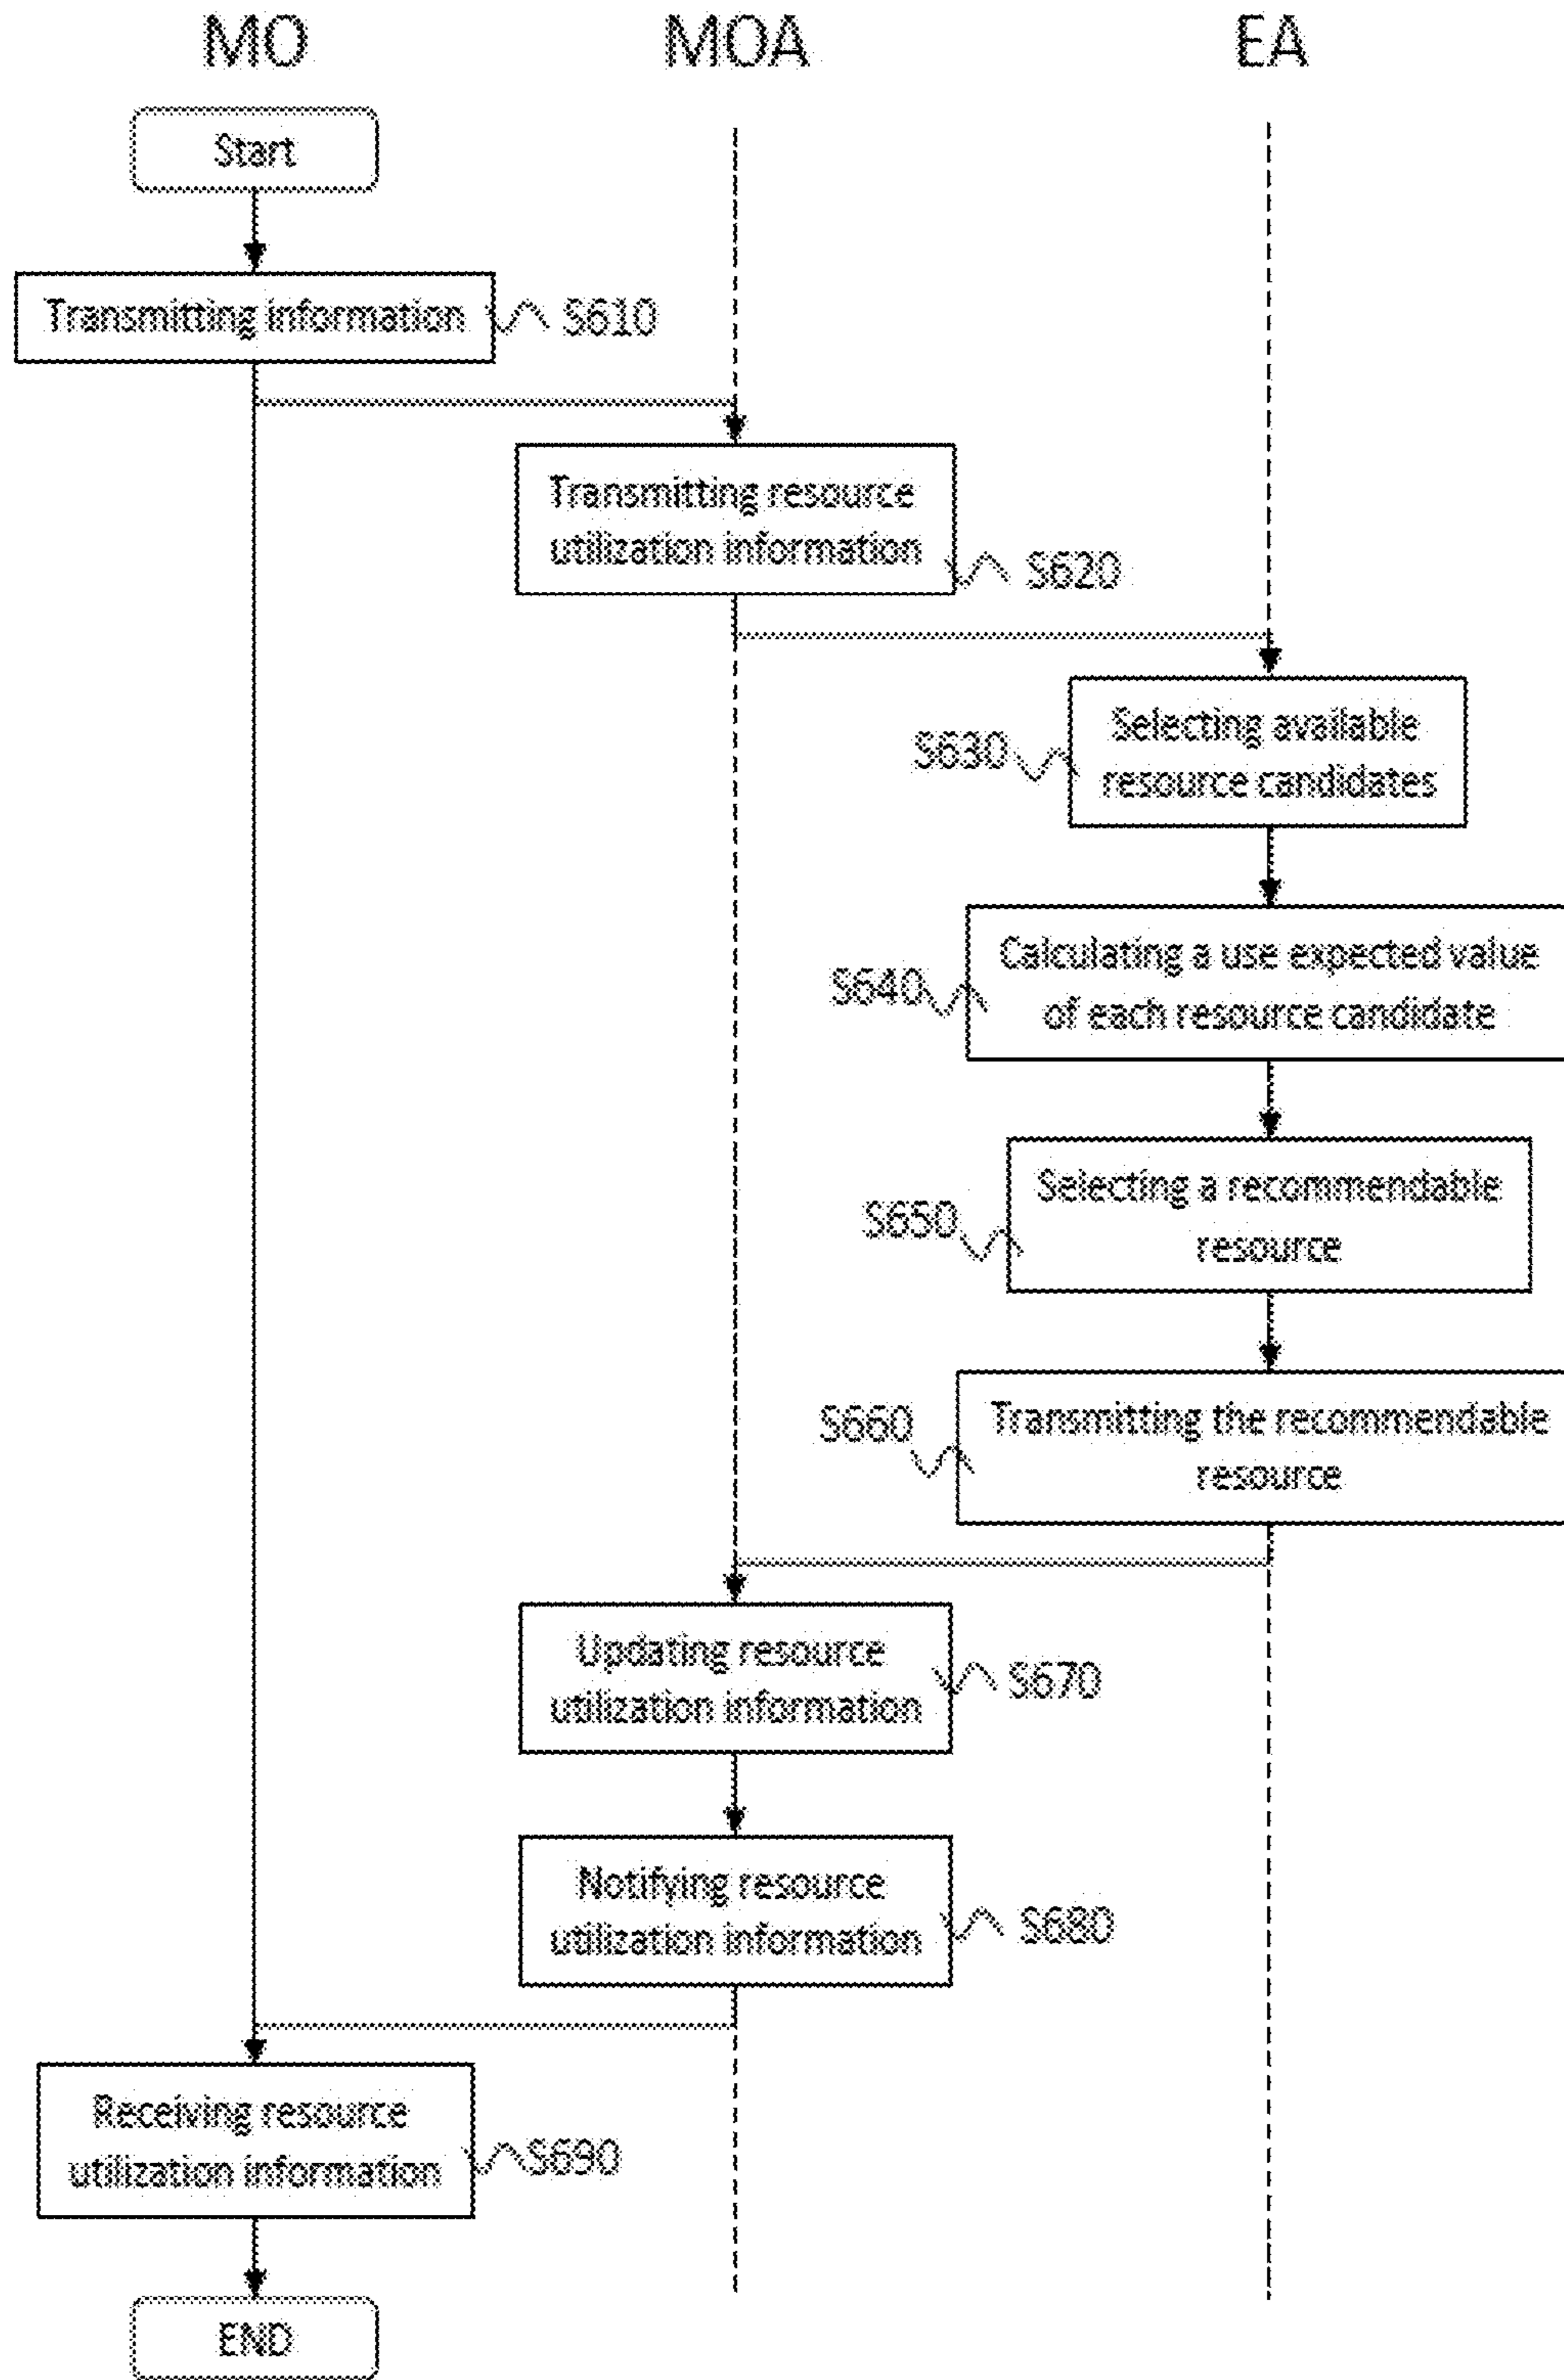 MO
MOA
EA
Start
Transmitting information
S610
Transmitting resource
utilization information
S620
Selecting available
resource candidates
S630
Calculating a use expected value
of each resource candidate
S640
Selecting a recommendable
resource
S650
Transmitting the recommendable
resource
S660
Updating resource
utilization information
S670
Notifying resource
utilization information
S680
Receiving resource
utilization information
S690
END